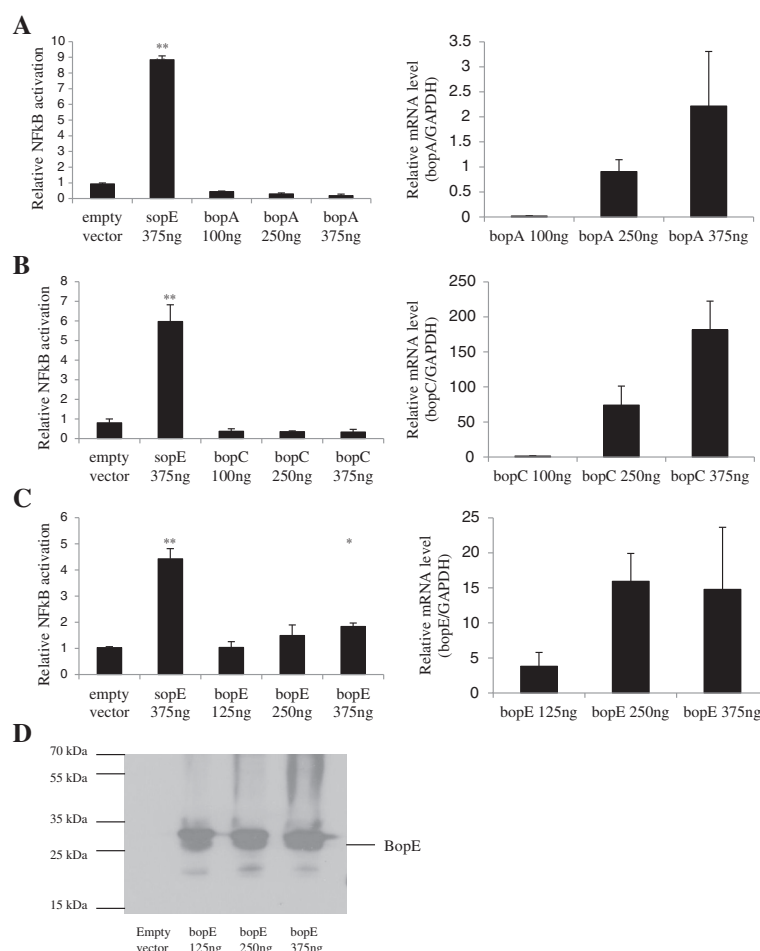 A
Relative NFkB activation
10
9
8
7
6
5
4
3
2
1
0
**
empty vector
sopE 375ng
bopA 100ng
bopA 250ng
bopA 375ng
Relative mRNA level
(bopA/GAPDH)
3.5
3
2.5
2
1.5
1
0.5
0
bopA 100ng bopA 250ng bopA 375ng
B
Relative NFkB activation
8
7
6
5
4
3
2
1
0
**
empty vector
sopE 375ng
bopC 100ng
bopC 250ng
bopC 375ng
Relative mRNA level
(bopC/GAPDH)
250
200
150
100
50
0
bopC 100ng bopC 250ng bopC 375ng
C
Relative NFkB activation
6
5
4
3
2
1
0
**
*
empty vector
sopE 375ng
bopE 125ng
bopE 250ng
bopE 375ng
Relative mRNA level
(bopE/GAPDH)
25
20
15
10
5
0
bopE 125ng bopE 250ng bopE 375ng
D
70 kDa
55 kDa
35 kDa
25 kDa
15 kDa
BopE
Empty vector
bopE 125ng
bopE 250ng
bopE 375ng